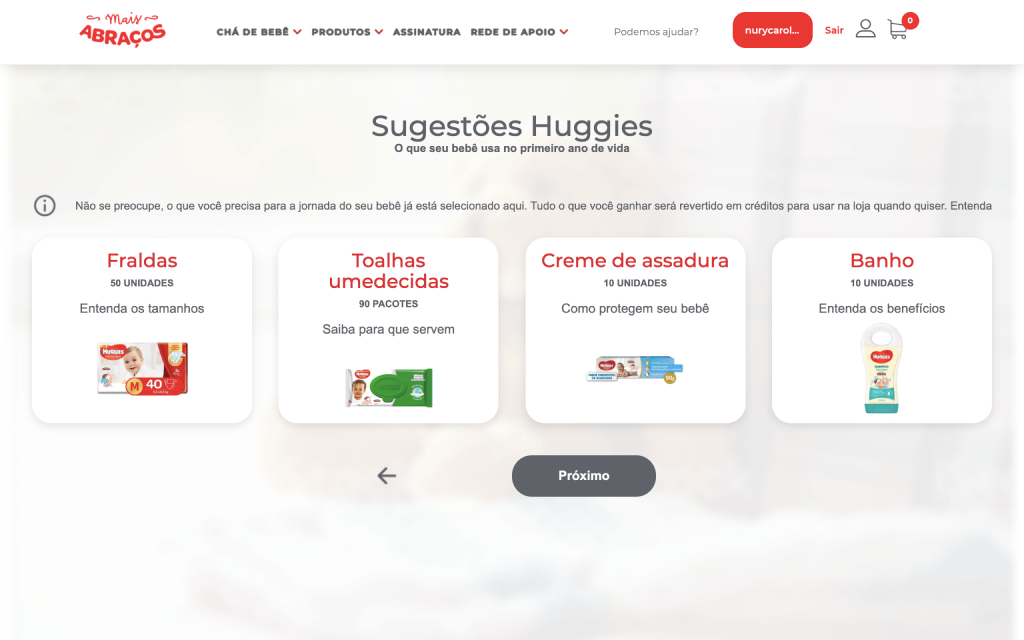 Mais
ABRAÇOS
CHÁ DE BEBÊ
PRODUTOS
ASSINATURA
REDE DE APOIO
Podemos ajudar?
nurycarol...
Sair
0
Sugestões Huggies
O que seu bebê usa no primeiro ano de vida
Não se preocupe, o que você precisa para a jornada do seu bebê já está selecionado aqui. Tudo o que você ganhar será revertido em créditos para usar na loja quando quiser. Entenda
Fraldas
50 UNIDADES
Entenda os tamanhos
HUGGIES
M 40
Toalhas
umedecidas
90 PACOTES
Saiba para que servem
HUGGIES
Creme de assadura
10 UNIDADES
Como protegem seu bebê
HUGGIES
Banho
10 UNIDADES
Entenda os benefícios
HUGGIES
Próximo